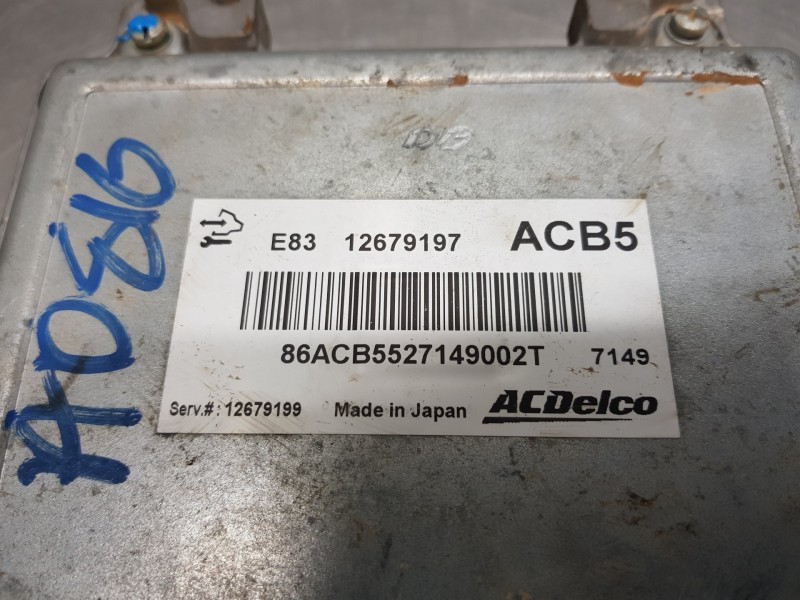 E83 12679197 ACB5
86ACB5527149002T 7149
Serv.#: 12679199 Made in Japan ACDelco